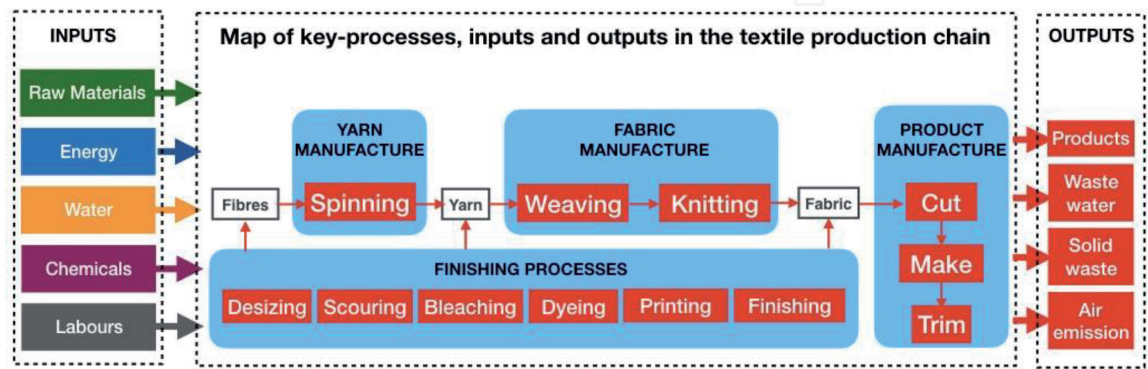 INPUTS
Raw Materials
Energy
Water
Chemicals
Labours
Map of key-processes, inputs and outputs in the textile production chain
YARN
MANUFACTURE
Fibres
Spinning
Yarn
FABRIC
MANUFACTURE
Weaving
Knitting
Fabric
PRODUCT
MANUFACTURE
Cut
Make
Trim
FINISHING PROCESSES
Desizing
Scouring
Bleaching
Dyeing
Printing
Finishing
OUTPUTS
Products
Waste
water
Solid
waste
Air
emission